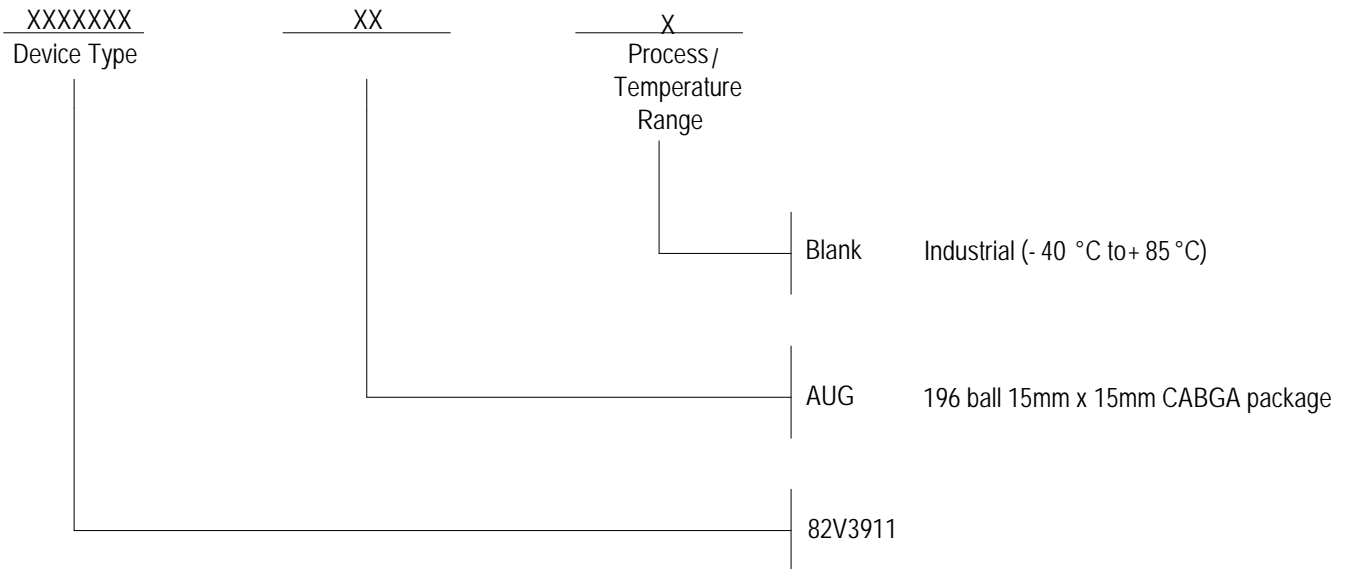 XXXXXXX XX X
Device Type
Process/
Temperature
Range
Blank Industrial (- 40 °C to+ 85 °C)
AUG 196 ball 15mm x 15mm CABGA package
82V3911